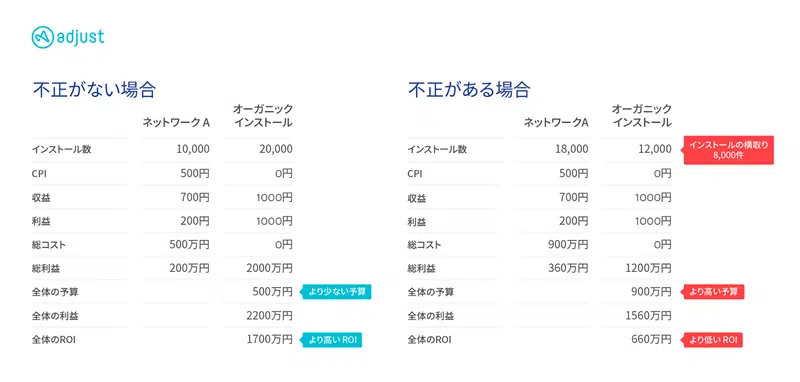 adjust
不正がない場合
ネットワーク A オーガニック
インストール
インストール数 10,000 20,000
CPI 500円 0円
収益 700円 1000円
利益 200円 1000円
総コスト 500万円 0円
総利益 200万円 2000万円
全体の予算 500万円 より少ない予算
全体の利益 2200万円
全体のROI 1700万円 より高い ROI
不正がある場合
ネットワークA オーガニック
インストール
インストール数 18,000 12,000 インストールの横取り
8,000件
CPI 500円 0円
収益 700円 1000円
利益 200円 1000円
総コスト 900万円 0円
総利益 360万円 1200万円
全体の予算 900万円 より高い予算
全体の利益 1560万円
全体のROI 660万円 より低い ROI